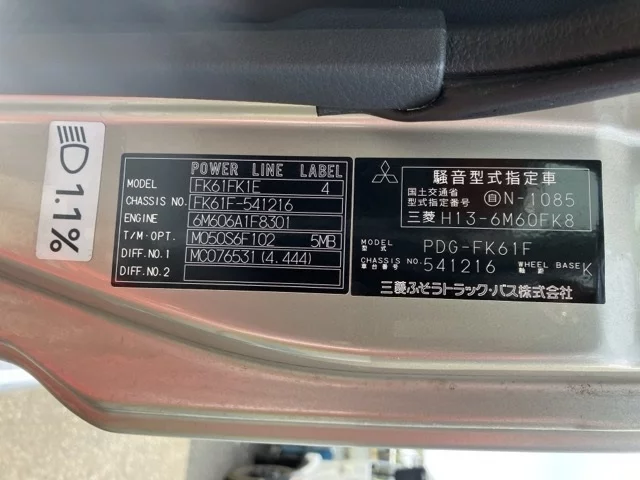 1.1%
POWER LINE LABEL
MODEL FK61FK1E 4
CHASSIS NO. FK61F-541216
ENGINE 6M606A1F8301
T/M・OPT. M050S6F102 5MB
DIFF. NO.1 MC076531(4.444)
DIFF. NO.2
騒音型式指定車
国土交通省
型式指定番号 自N-1085
三菱 H13-6M60FK8
MODEL 型式 PDG-FK61F
CHASSIS NO. 車台番号 541216 WHEEL BASE 軸距 K
三菱ふそうトラック・バス株式会社